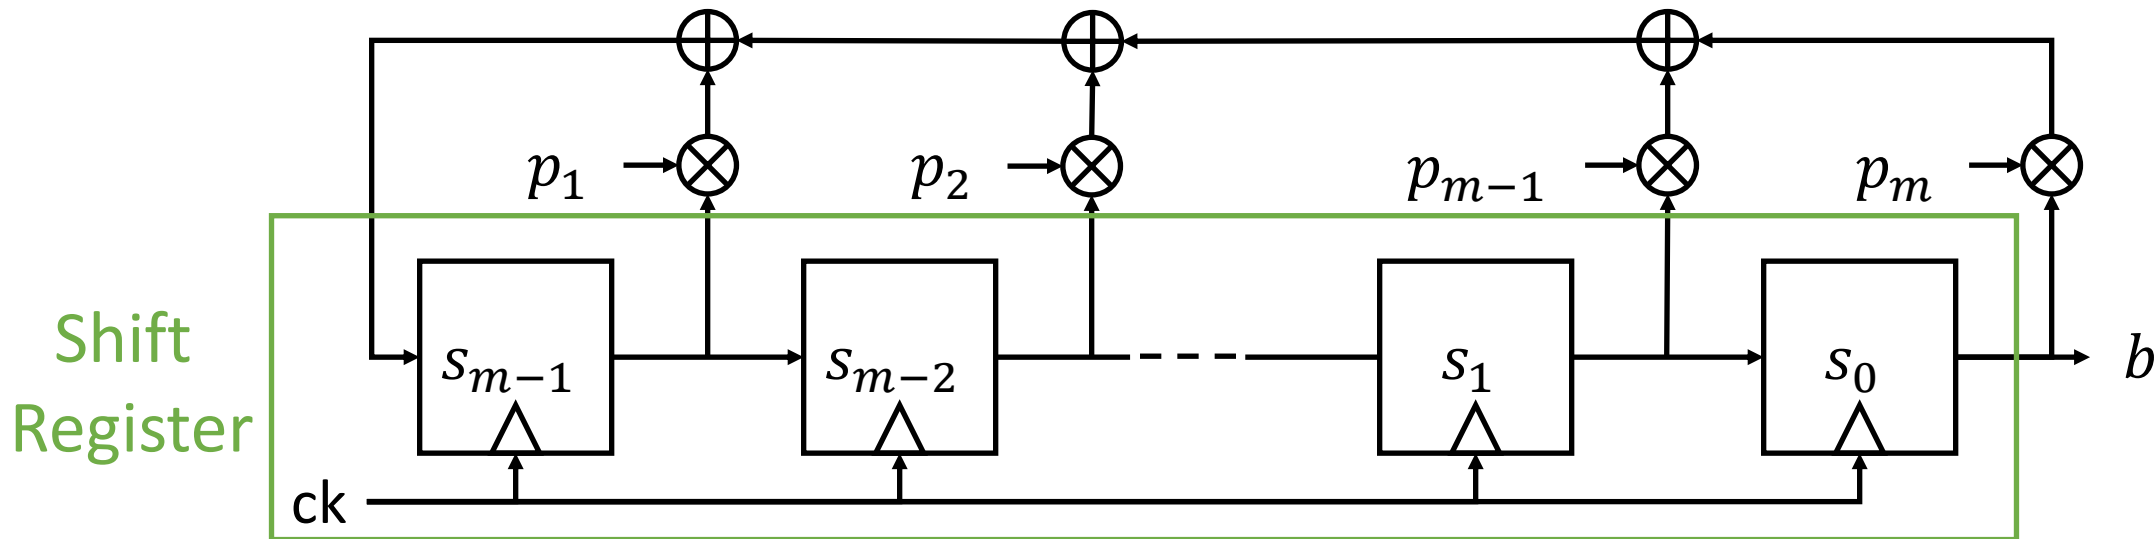 p₁
p₂
pₘ₋₁
pₘ
Shift
Register
sₘ₋₁
sₘ₋₂
s₁
s₀
b
ck